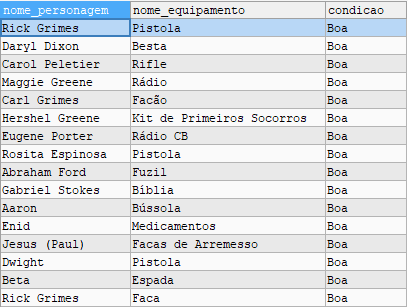 nome_personagem nome_equipamento condicao
Rick Grimes Pistola Boa
Daryl Dixon Besta Boa
Carol Peletier Rifle Boa
Maggie Greene Rádio Boa
Carl Grimes Facão Boa
Hershel Greene Kit de Primeiros Socorros Boa
Eugene Porter Rádio CB Boa
Rosita Espinosa Pistola Boa
Abraham Ford Fuzil Boa
Gabriel Stokes Bíblia Boa
Aaron Bússola Boa
Enid Medicamentos Boa
Jesus (Paul) Facas de Arremesso Boa
Dwight Pistola Boa
Beta Espada Boa
Rick Grimes Faca Boa